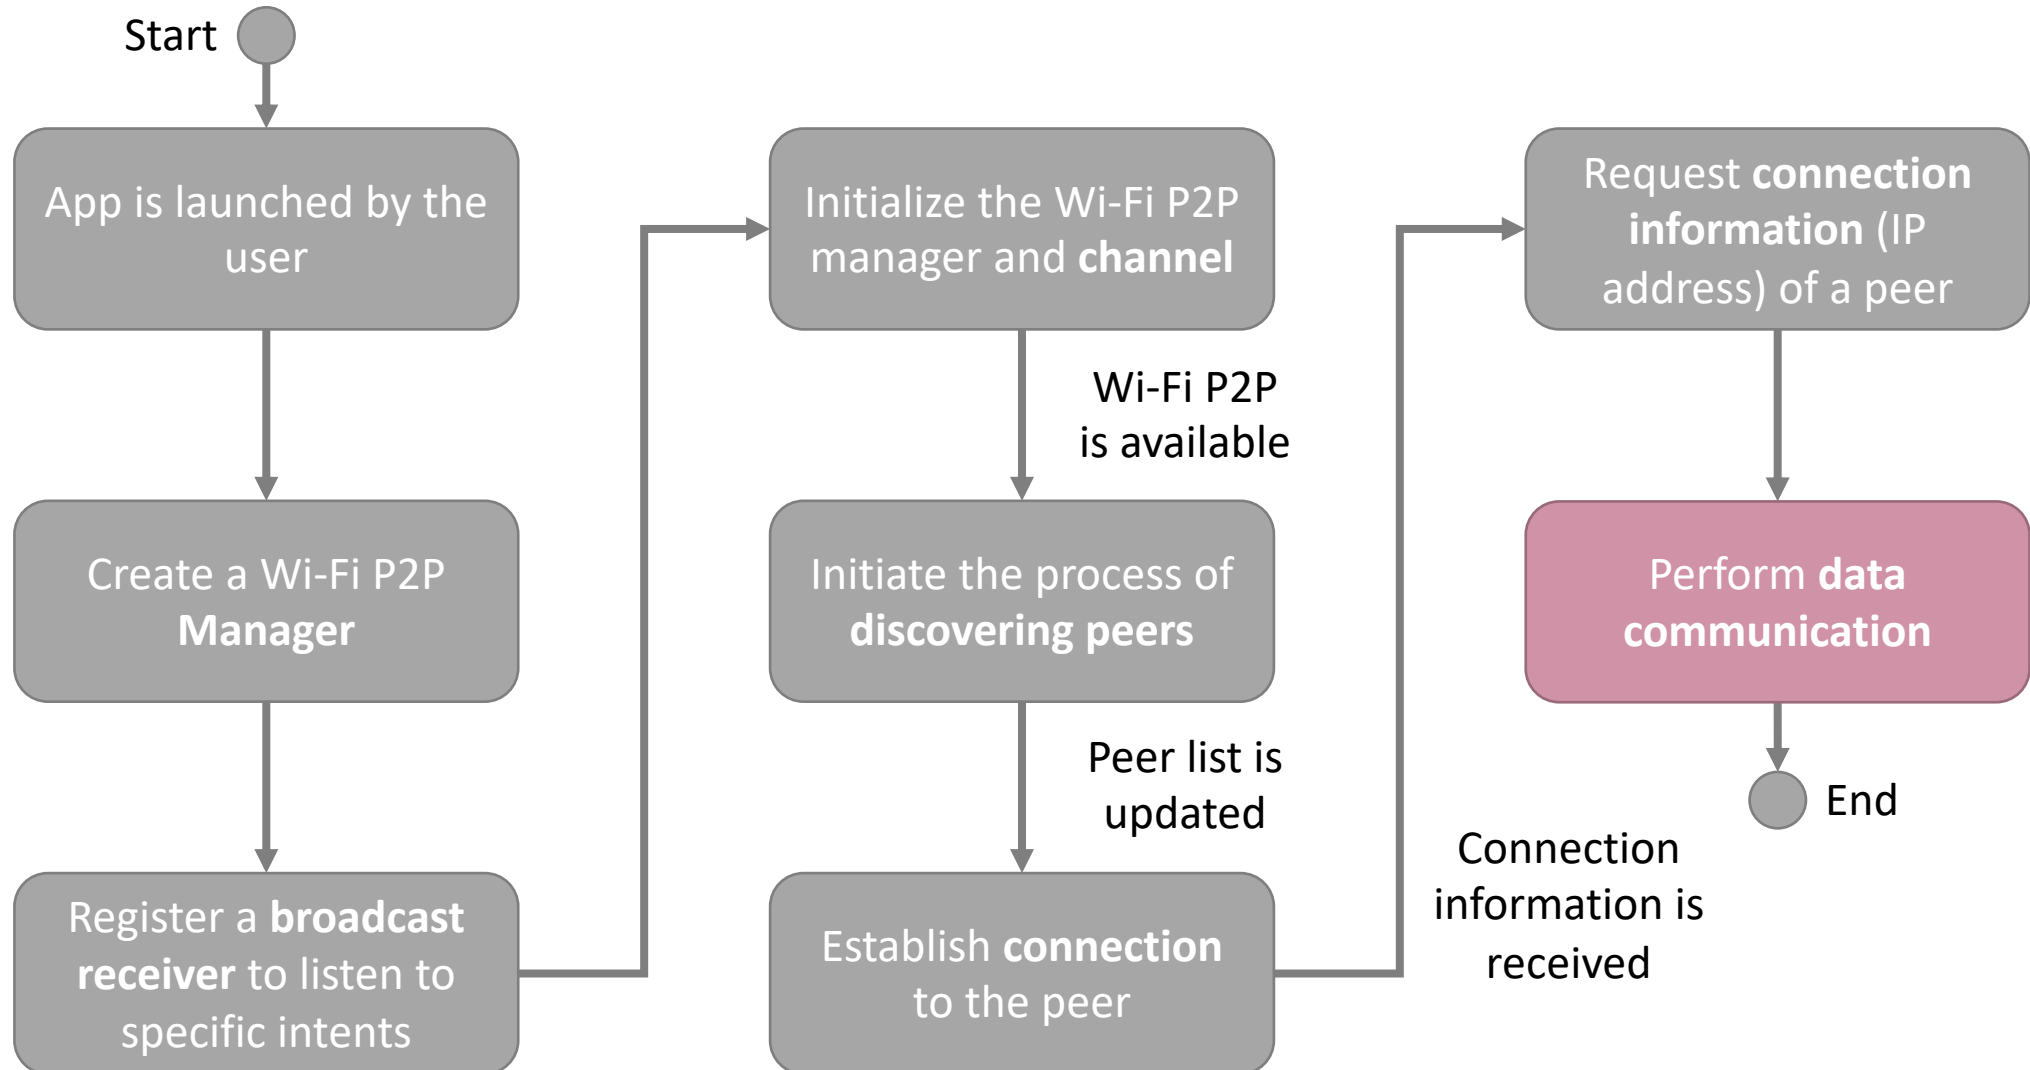 Start
App is launched by the
user
Create a Wi-Fi P2P
Manager
Register a broadcast
receiver to listen to
specific intents
Initialize the Wi-Fi P2P
manager and channel
Wi-Fi P2P
is available
Initiate the process of
discovering peers
Peer list is
updated
Establish connection
to the peer
Connection
information is
received
Request connection
information (IP
address) of a peer
Perform data
communication
End